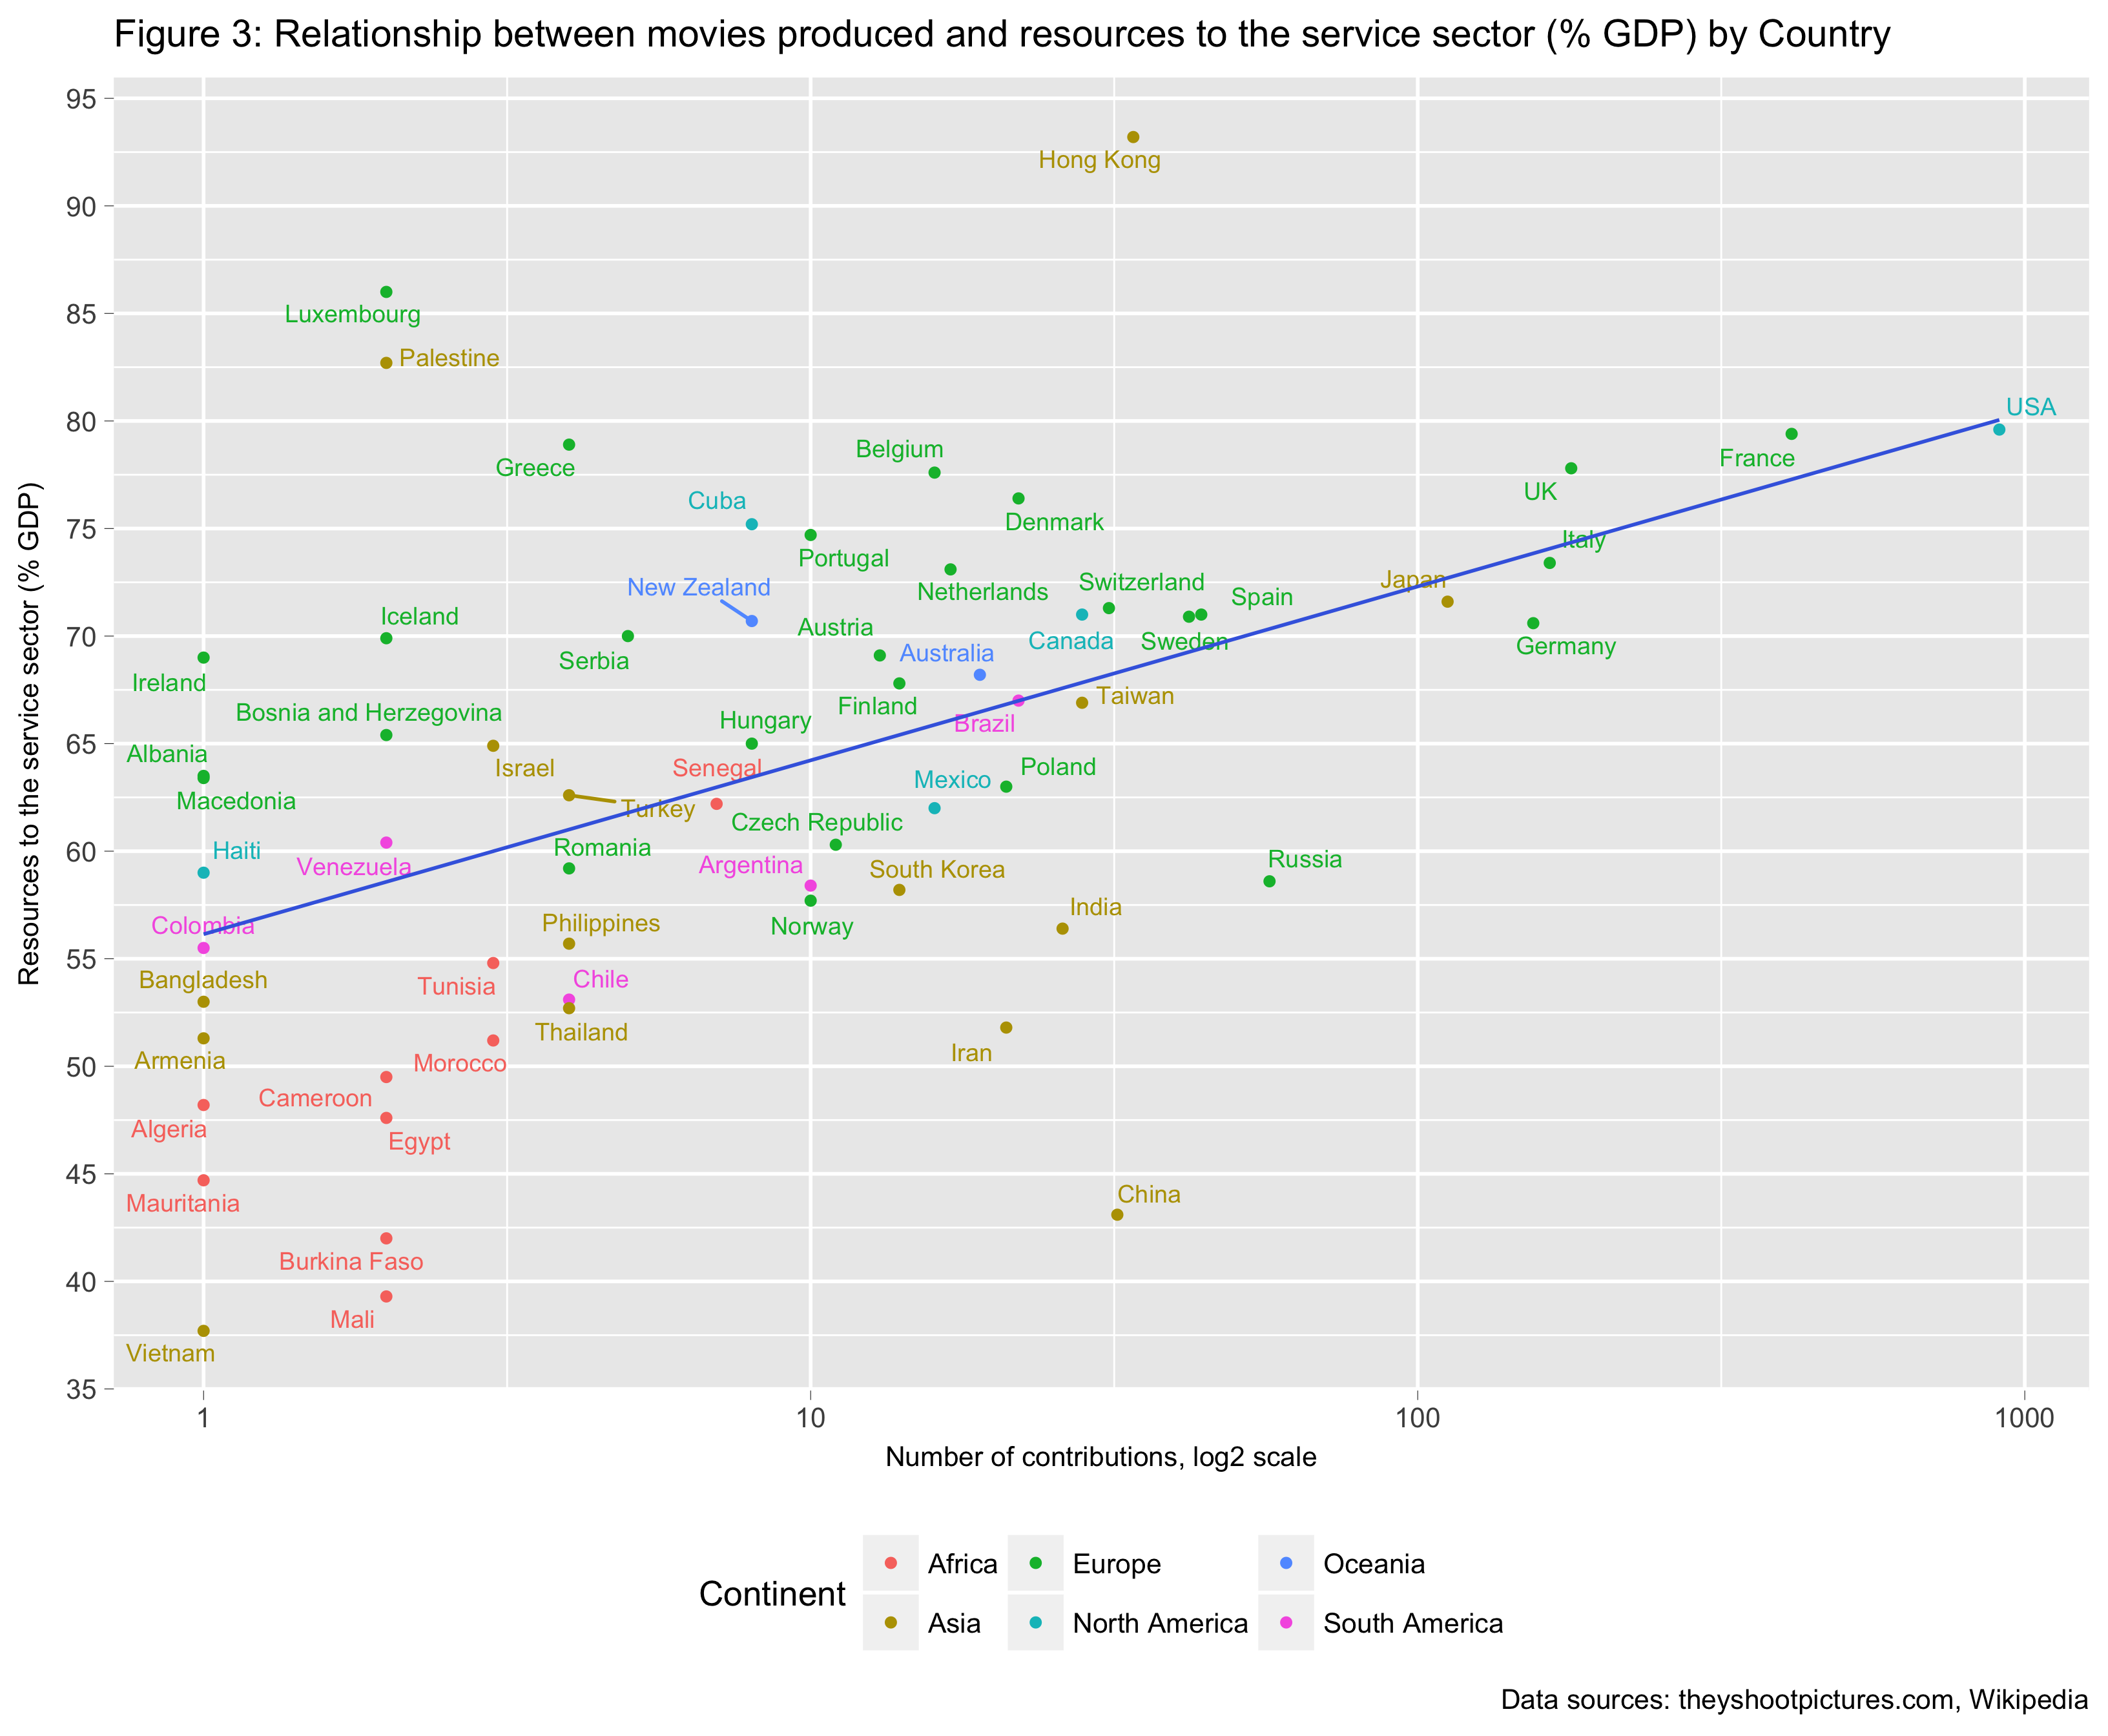 Figure 3: Relationship between movies produced and resources to the service sector (% GDP) by Country
Resources to the service sector (% GDP)
95
90
85
80
75
70
65
60
55
50
45
40
35
Hong Kong
Luxembourg
Palestine
USA
Greece
Belgium
France
Cuba
UK
Denmark
Portugal
Italy
New Zealand
Netherlands
Switzerland
Japan
Iceland
Spain
Austria
Canada
Sweden
Germany
Serbia
Australia
Ireland
Taiwan
Bosnia and Herzegovina
Finland
Hungary
Brazil
Albania
Israel
Senegal
Mexico
Poland
Macedonia
Turkey
Czech Republic
Haiti
Romania
Venezuela
Argentina
South Korea
Russia
India
Colombia
Philippines
Norway
Bangladesh
Tunisia
Chile
Thailand
Iran
Armenia
Morocco
Cameroon
Algeria
Egypt
Mauritania
China
Burkina Faso
Mali
Vietnam
1
10
100
1000
Number of contributions, log2 scale
Continent
Africa
Europe
Oceania
Asia
North America
South America
Data sources: theyshootpictures.com, Wikipedia